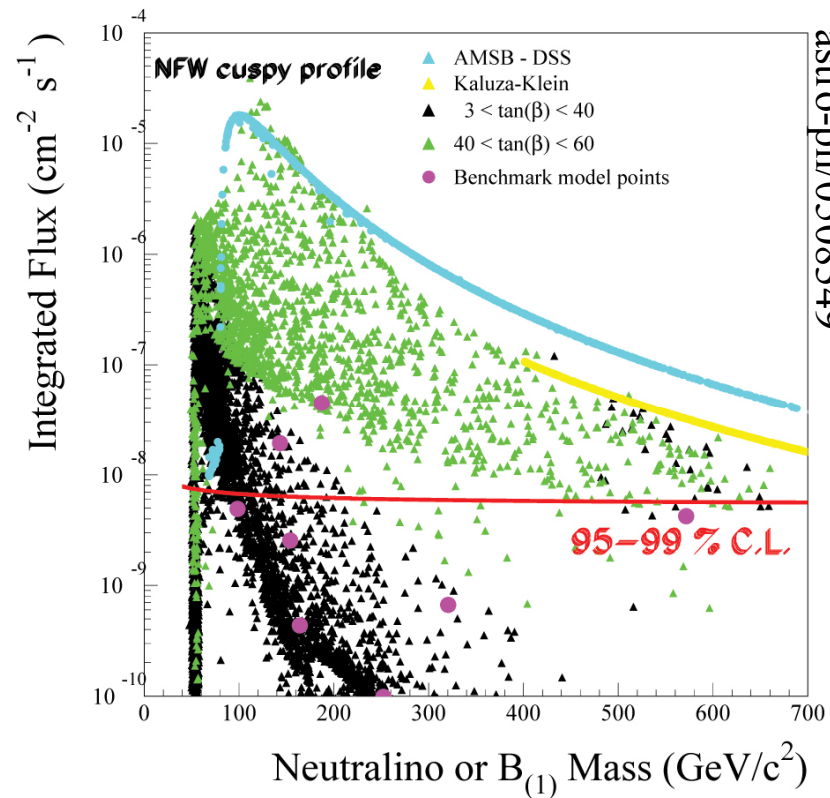 NFW cuspy profile
AMSB - DSS
Kaluza-Klein
3 < tan(β) < 40
40 < tan(β) < 60
Benchmark model points
Integrated Flux (cm⁻² s⁻¹)
10 -4
10 -5
10 -6
10 -7
10 -8
10 -9
10 -10
95-99 % C.L.
0 100 200 300 400 500 600 700
Neutralino or B(1) Mass (GeV/c²)